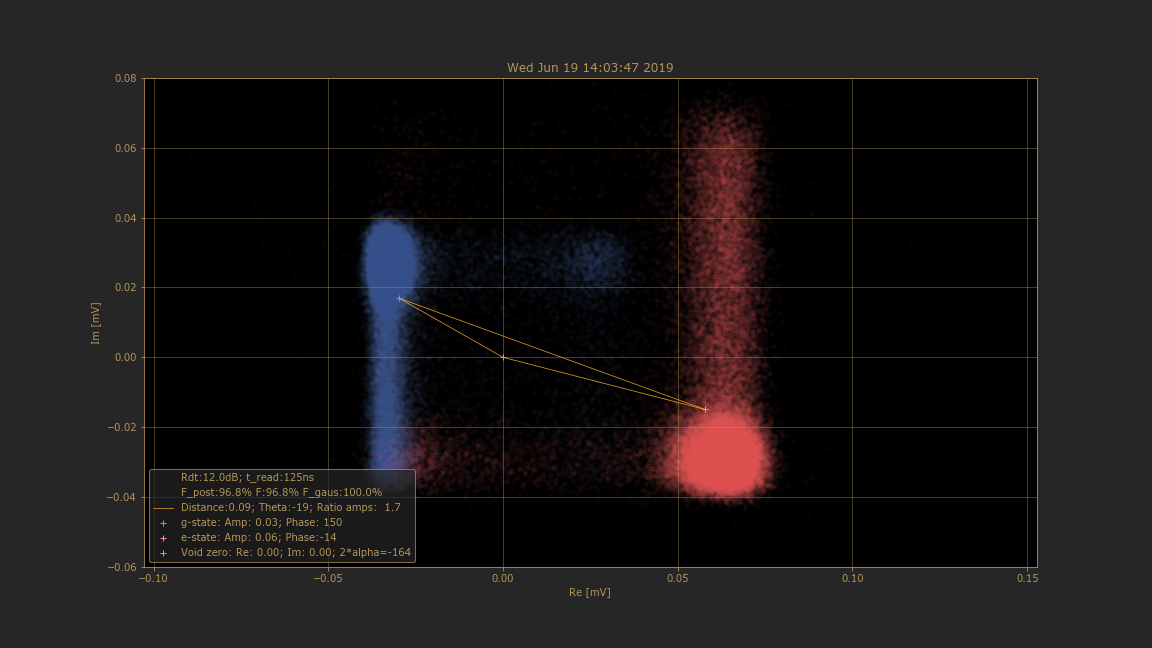 Wed Jun 19 14:03:47 2019
0.08
0.06
0.04
0.02
0.00
−0.02
−0.04
−0.06
Im [mV]
Rdt:12.0dB; t_read:125ns
F_post:96.8% F:96.8% F_gaus:100.0%
Distance:0.09; Theta:-19; Ratio amps:  1.7
g-state: Amp: 0.03; Phase: 150
e-state: Amp: 0.06; Phase:-14
Void zero: Re: 0.00; Im: 0.00; 2*alpha=-164
−0.10 −0.05 0.00 0.05 0.10 0.15
Re [mV]